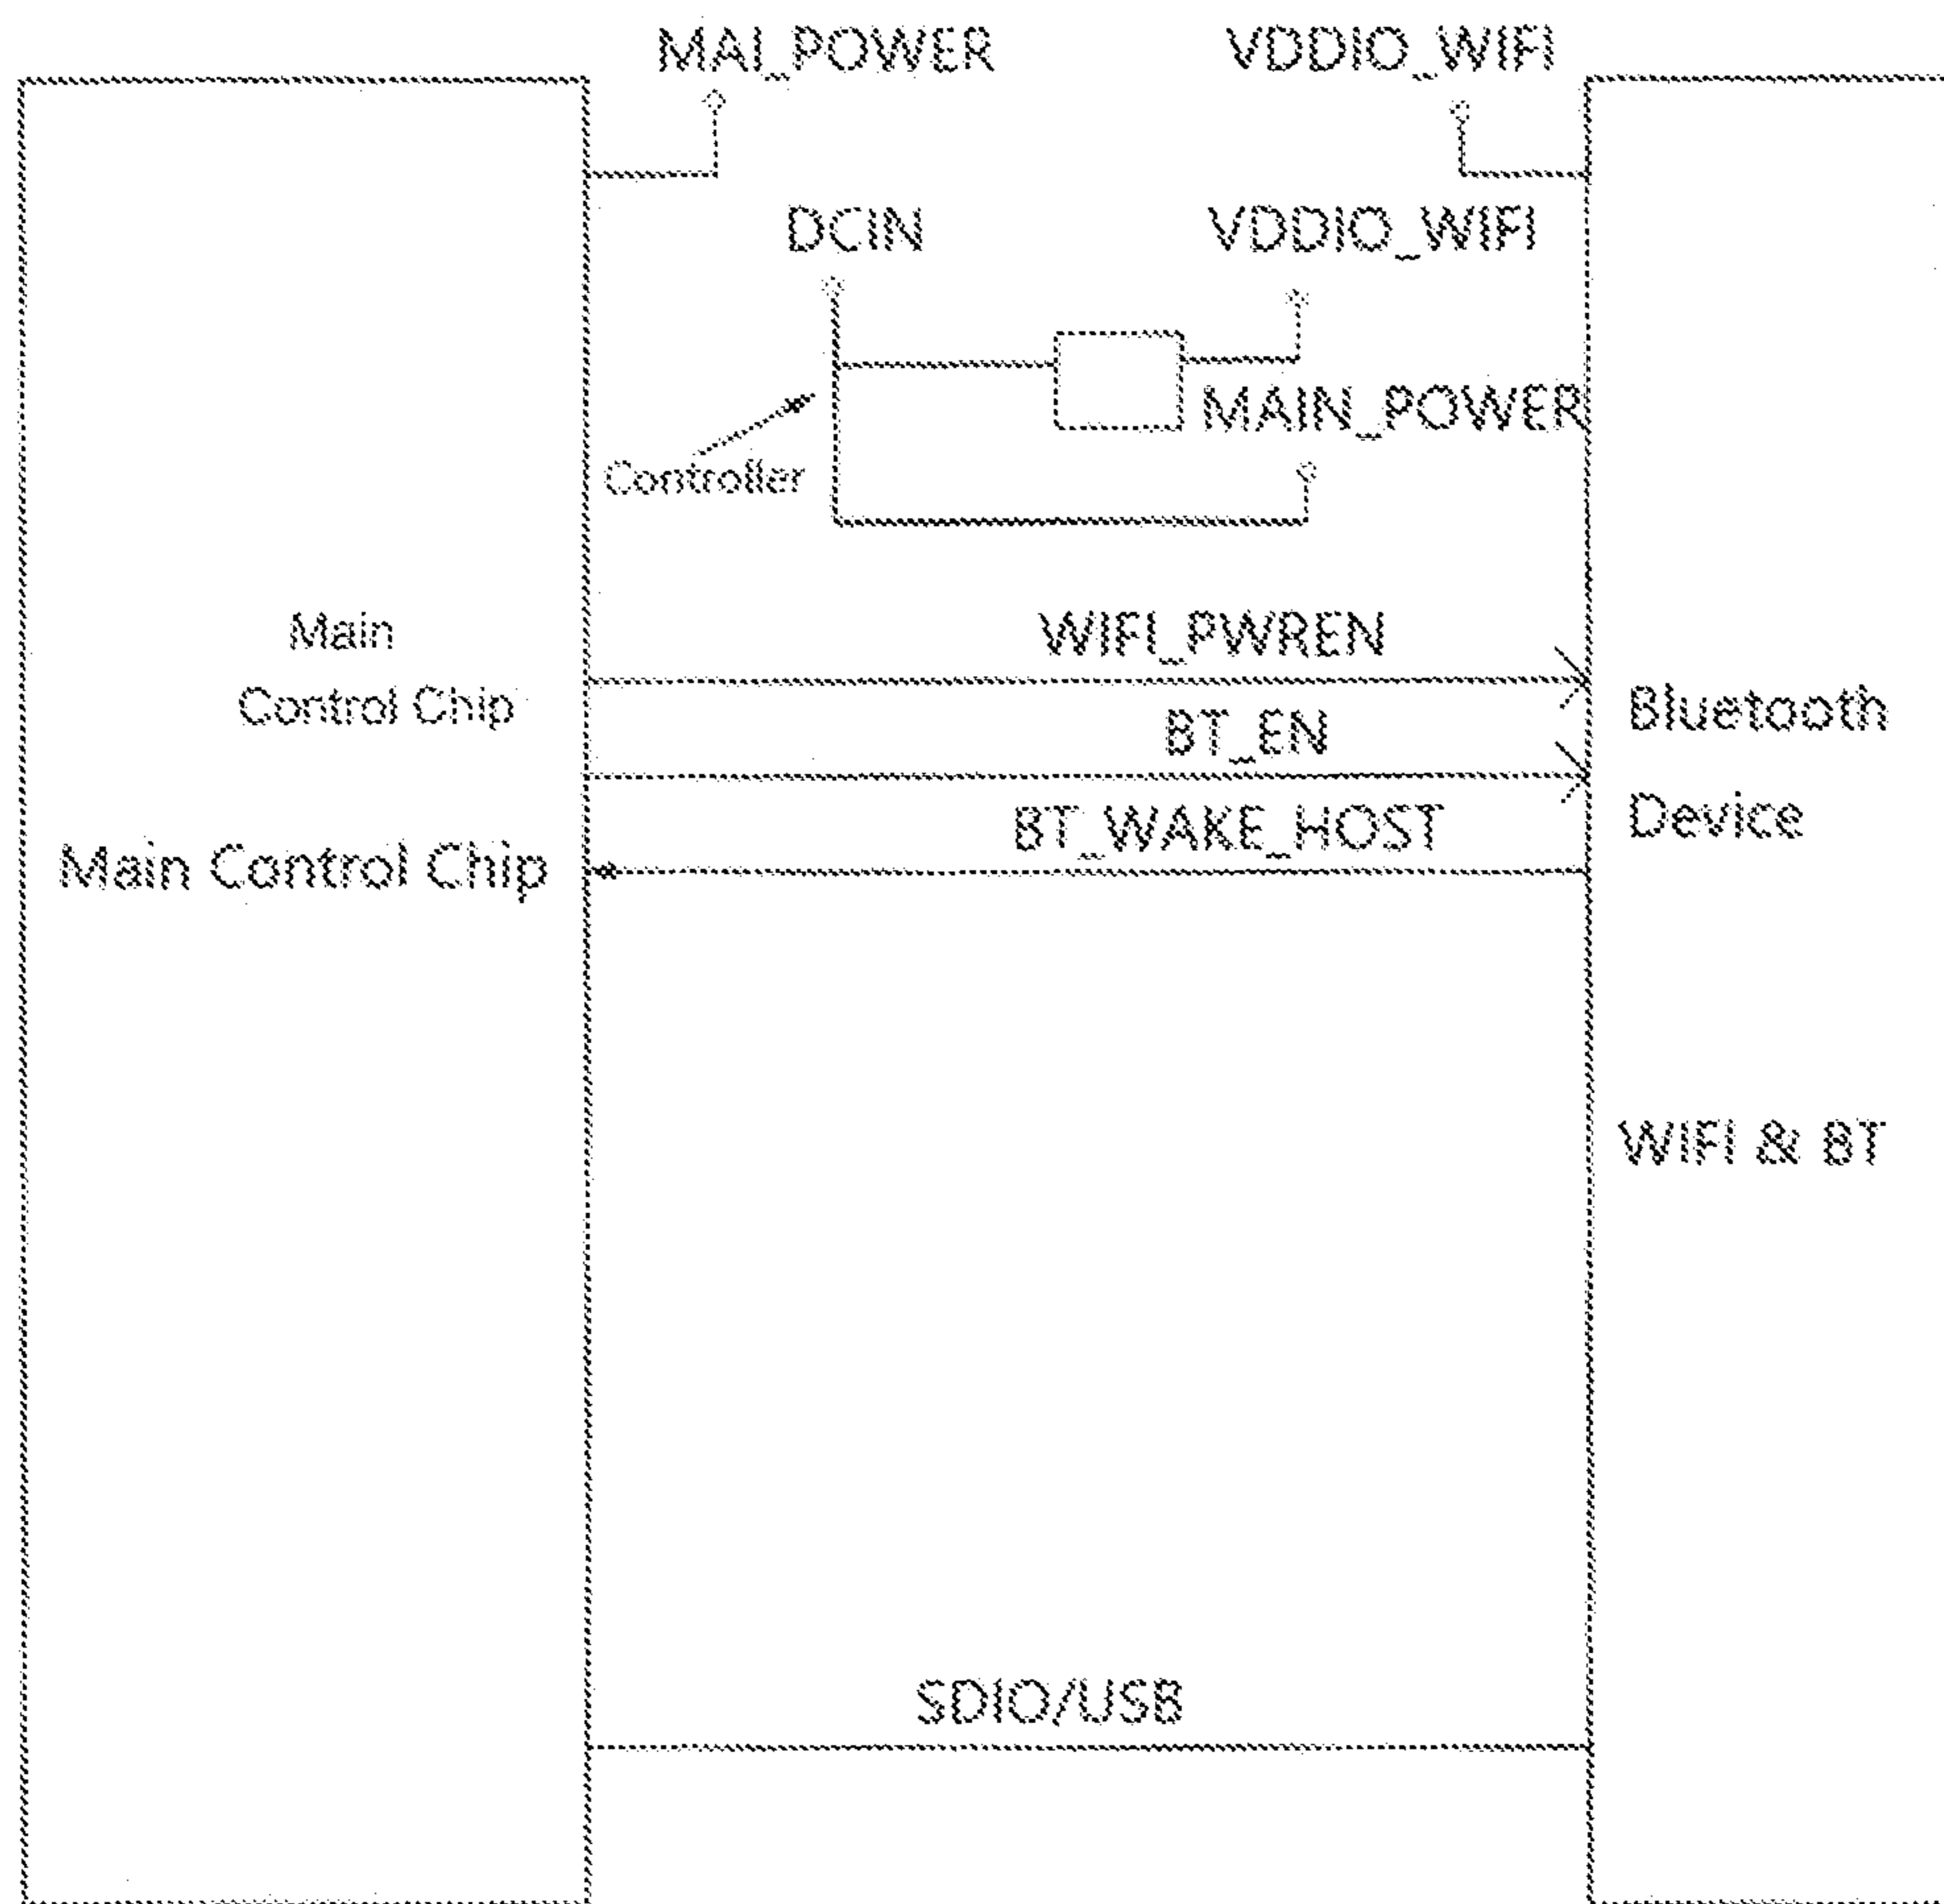 MAI_POWER
VDDIO_WIFI
DCIN
VDDIO_WIFI
MAIN_POWER
Controller
Main
Control Chip
WIFI_PWREN
BT_EN
BT_WAKE_HOST
Main Control Chip
Bluetooth
Device
WIFI & BT
SDIO/USB